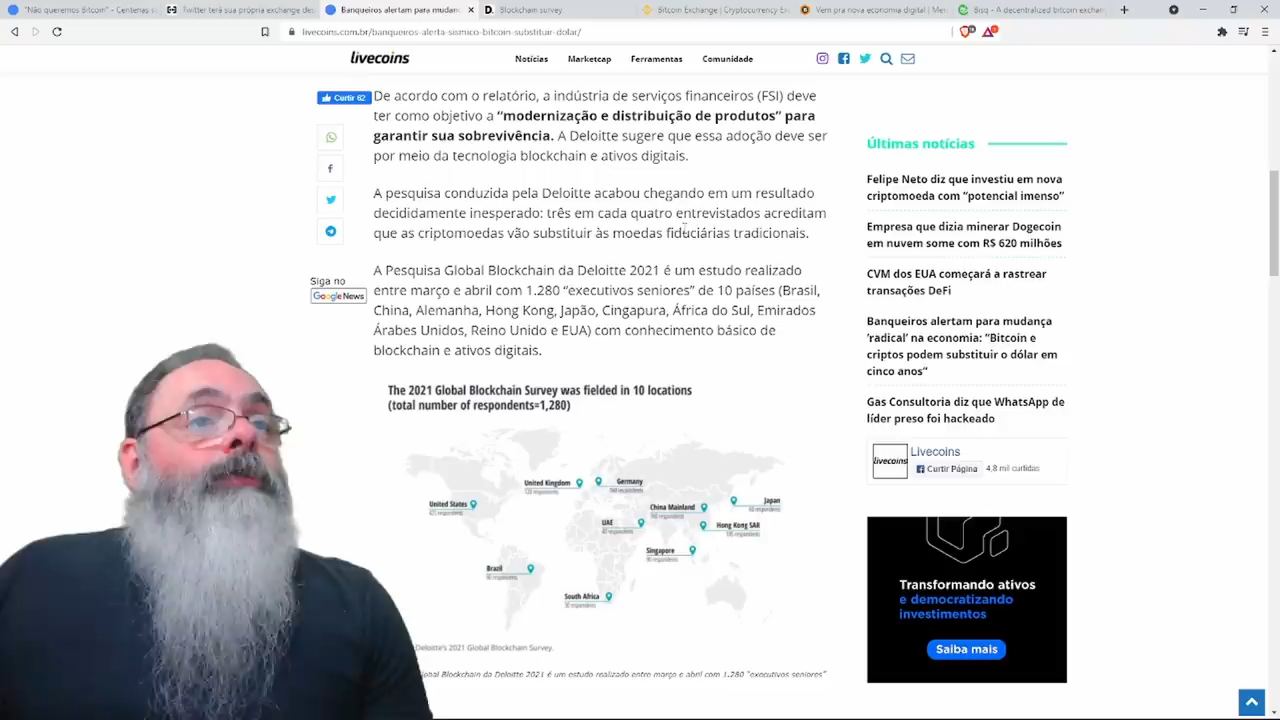 "Não queremos Bitcoin" - Centenas s
Twitter terá sua própria exchange des
Banqueiros alertam para mudanç
Blockchain survey
Bitcoin Exchange | Cryptocurrency Ex
Vem pra nova economia digital | Mer
Bisq - A decentralized bitcoin exchan
livecoins.com.br/banqueiros-alerta-sismico-bitcoin-substituir-dolar/
livecoins
Notícias
Marketcap
Ferramentas
Comunidade
Curtir 62
De acordo com o relatório, a indústria de serviços financeiros (FSI) deve
ter como objetivo a "modernização e distribuição de produtos" para
garantir sua sobrevivência. A Deloitte sugere que essa adoção deve ser
por meio da tecnologia blockchain e ativos digitais.
A pesquisa conduzida pela Deloitte acabou chegando em um resultado
decididamente inesperado: três em cada quatro entrevistados acreditam
que as criptomoedas vão substituir às moedas fiduciárias tradicionais.
Siga no
Google News
A Pesquisa Global Blockchain da Deloitte 2021 é um estudo realizado
entre março e abril com 1.280 "executivos seniores" de 10 países (Brasil,
China, Alemanha, Hong Kong, Japão, Cingapura, África do Sul, Emirados
Árabes Unidos, Reino Unido e EUA) com conhecimento básico de
blockchain e ativos digitais.
The 2021 Global Blockchain Survey was fielded in 10 locations
(total number of respondents=1,280)
United Kingdom
Germany
United States
China Mainland
Japan
UAE
Hong Kong SAR
Singapore
Brazil
South Africa
Deloitte's 2021 Global Blockchain Survey.
lobal Blockchain da Deloitte 2021 é um estudo realizado entre março e abril com 1.280 "executivos seniores"
Últimas notícias
Felipe Neto diz que investiu em nova
criptomoeda com "potencial imenso"
Empresa que dizia minerar Dogecoin
em nuvem some com R$ 620 milhões
CVM dos EUA começará a rastrear
transações DeFi
Banqueiros alertam para mudança
'radical' na economia: "Bitcoin e
criptos podem substituir o dólar em
cinco anos"
Gas Consultoria diz que WhatsApp de
líder preso foi hackeado
livecoins
Livecoins
Curtir Página
4,8 mil curtidas
Transformando ativos
e democratizando
investimentos
Saiba mais